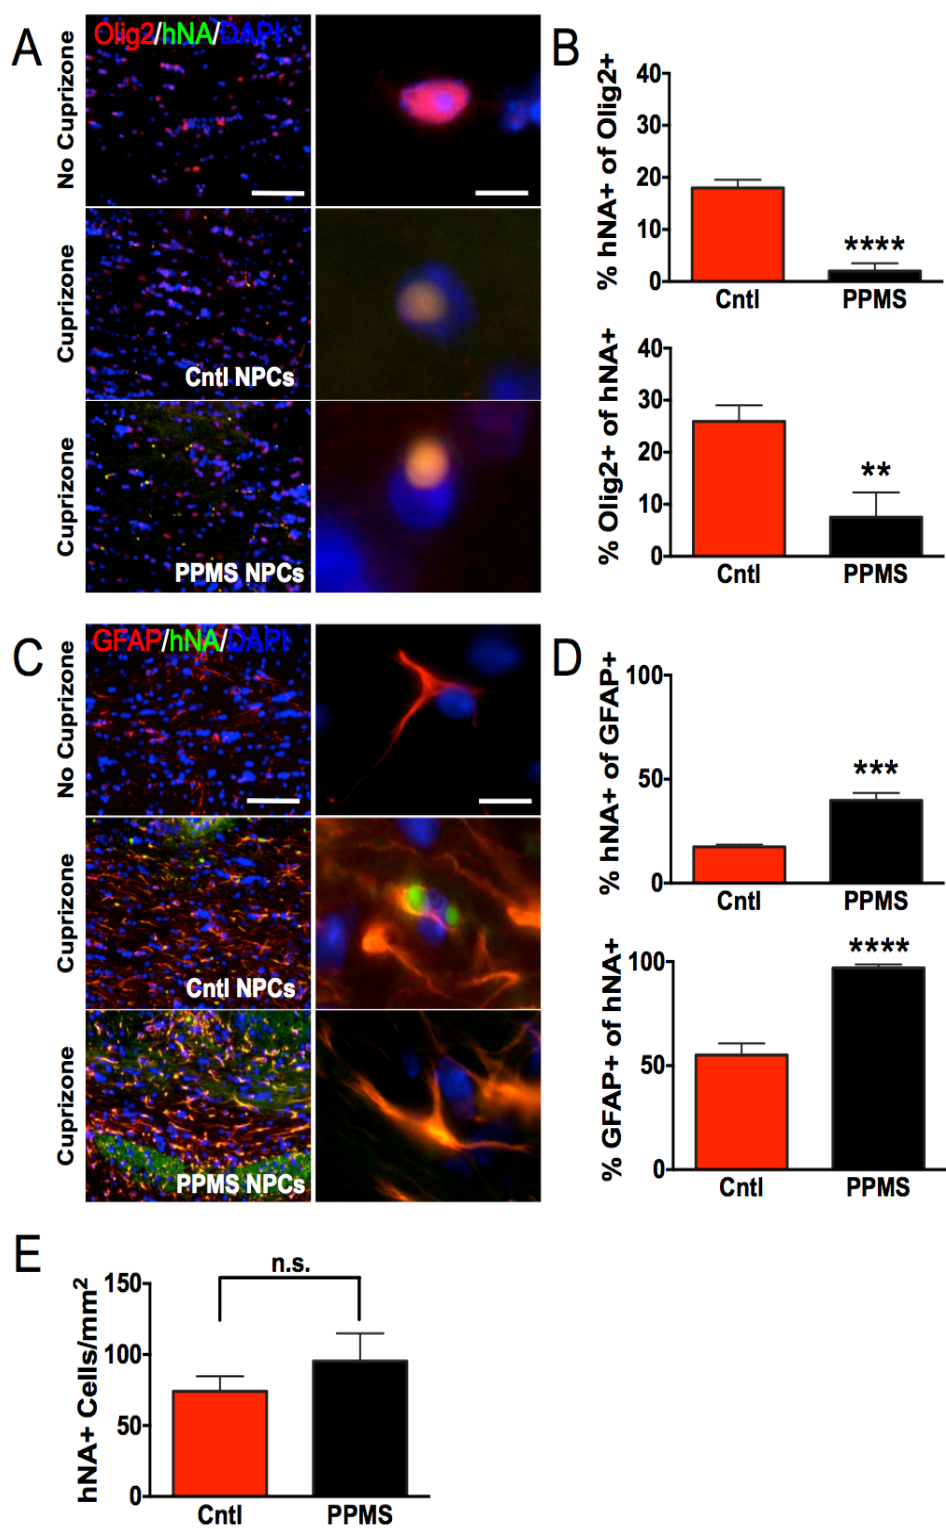 A
Olig2/hNA/DAPI
No Cuprizone
Cuprizone
Cntl NPCs
Cuprizone
PPMS NPCs
B
% hNA+ of Olig2+
40
30
20
10
0
****
Cntl PPMS
% Olig2+ of hNA+
40
30
20
10
0
**
Cntl PPMS
C
GFAP/hNA/DAPI
No Cuprizone
Cuprizone
Cntl NPCs
Cuprizone
PPMS NPCs
D
% hNA+ of GFAP+
100
50
0
***
Cntl PPMS
% GFAP+ of hNA+
100
50
0
****
Cntl PPMS
E
hNA+ Cells/mm²
150
100
50
0
n.s.
Cntl PPMS